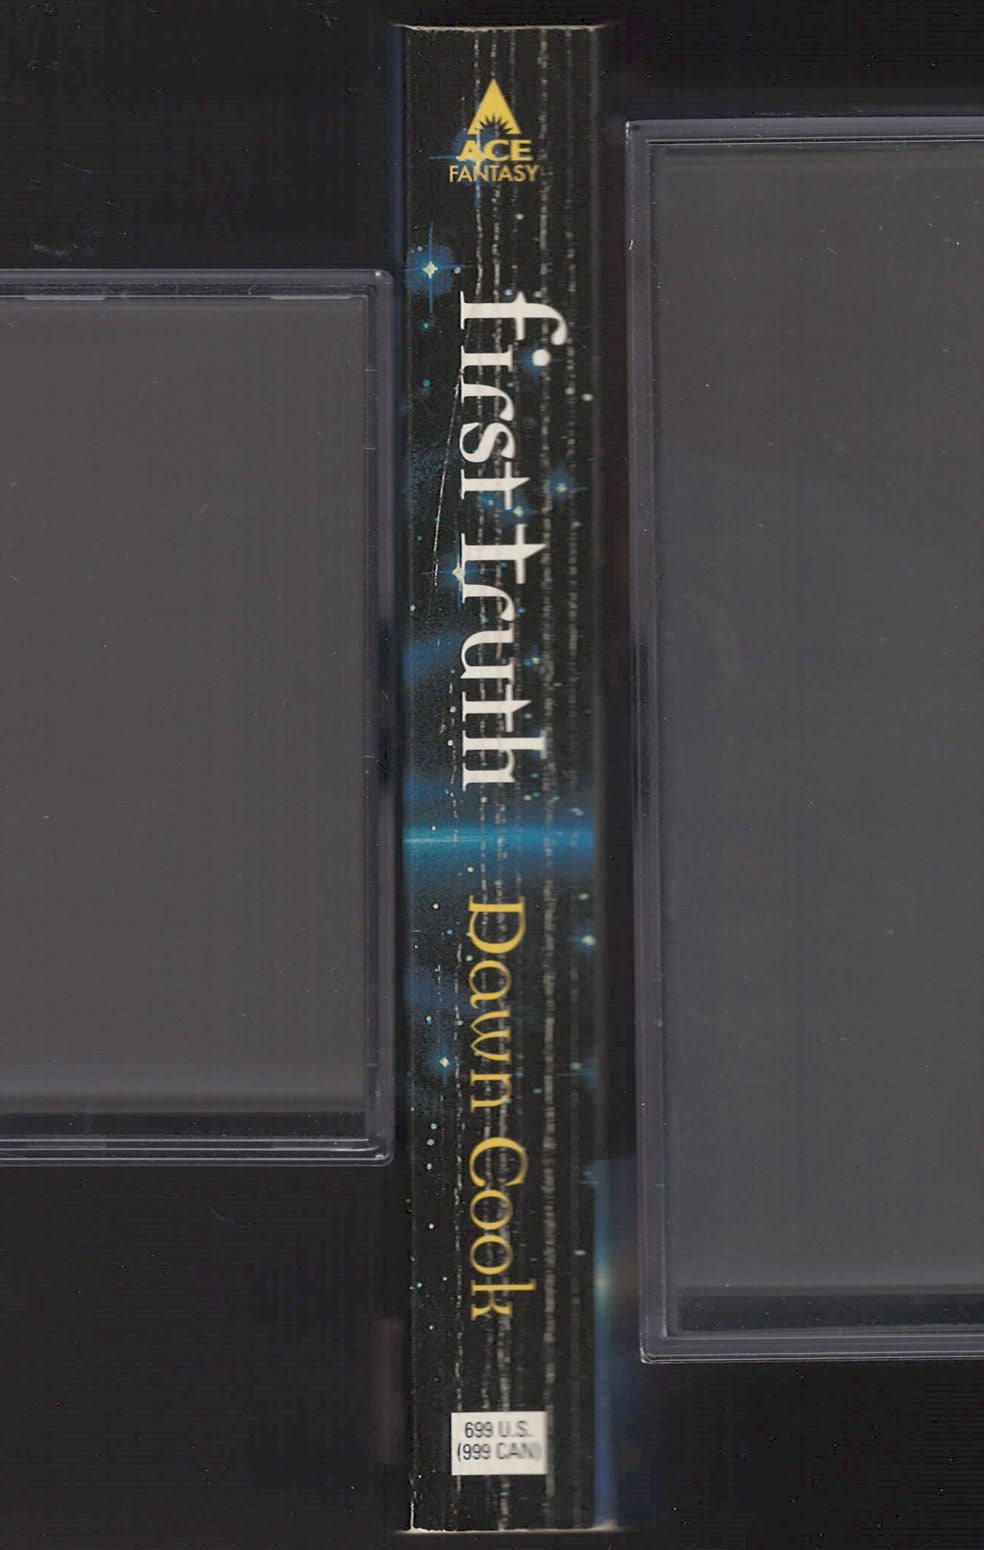 ACE
FANTASY
first truth
Dawn Cook
699 U.S.
(999 CAN)